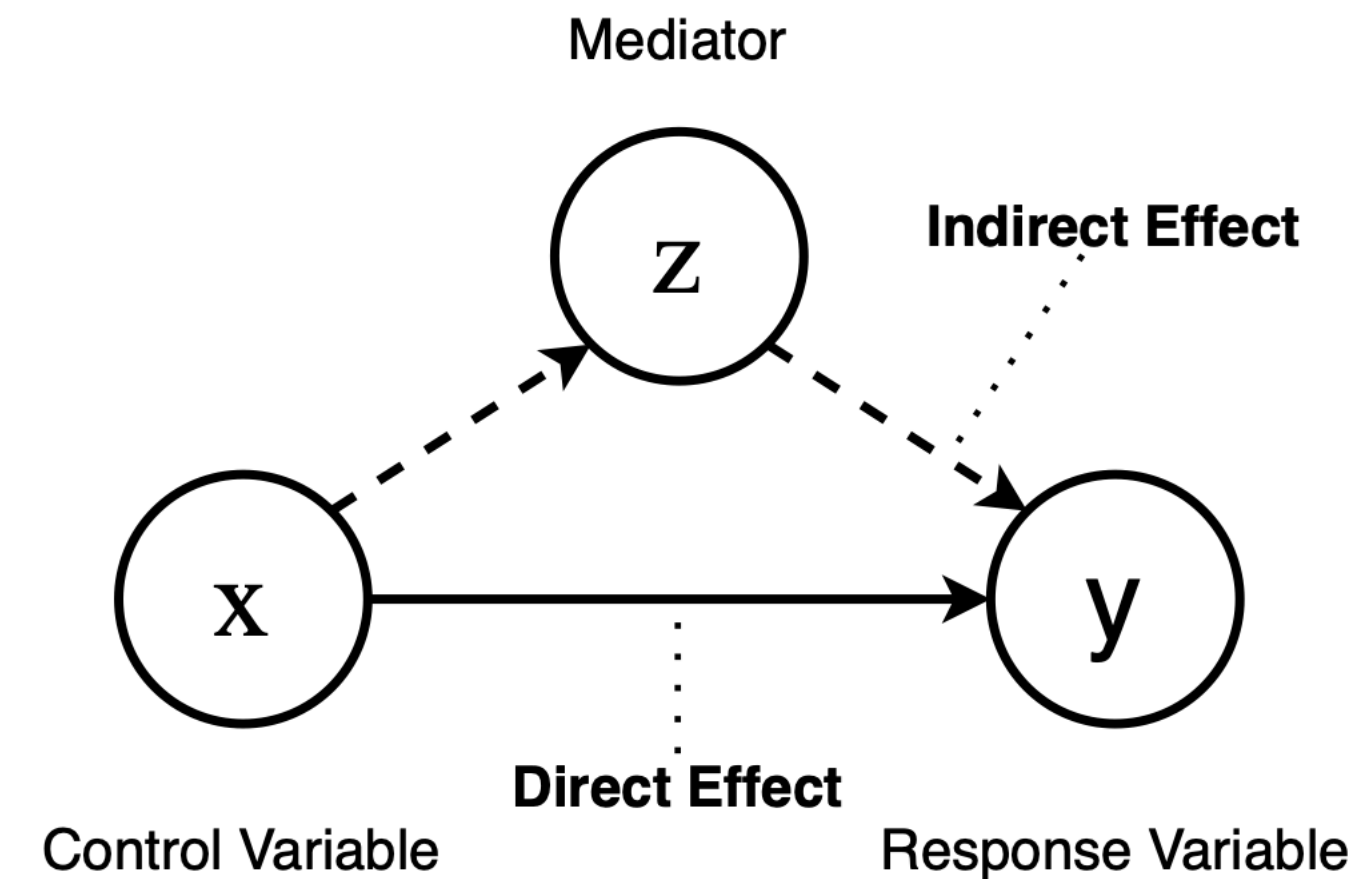 Mediator
z
Indirect Effect
x
y
Direct Effect
Control Variable
Response Variable